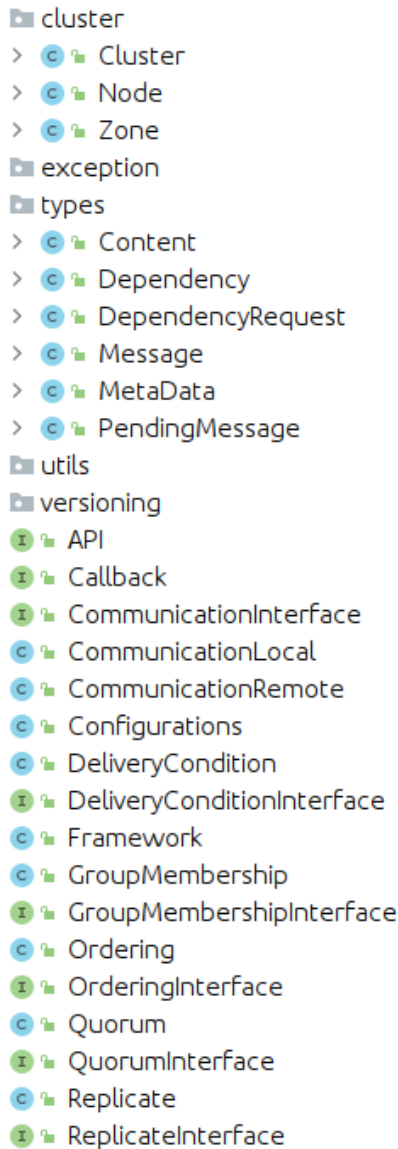 cluster
Cluster
Node
Zone
exception
types
Content
Dependency
DependencyRequest
Message
MetaData
PendingMessage
utils
versioning
API
Callback
CommunicationInterface
CommunicationLocal
CommunicationRemote
Configurations
DeliveryCondition
DeliveryConditionInterface
Framework
GroupMembership
GroupMembershipInterface
Ordering
OrderingInterface
Quorum
QuorumInterface
Replicate
ReplicateInterface